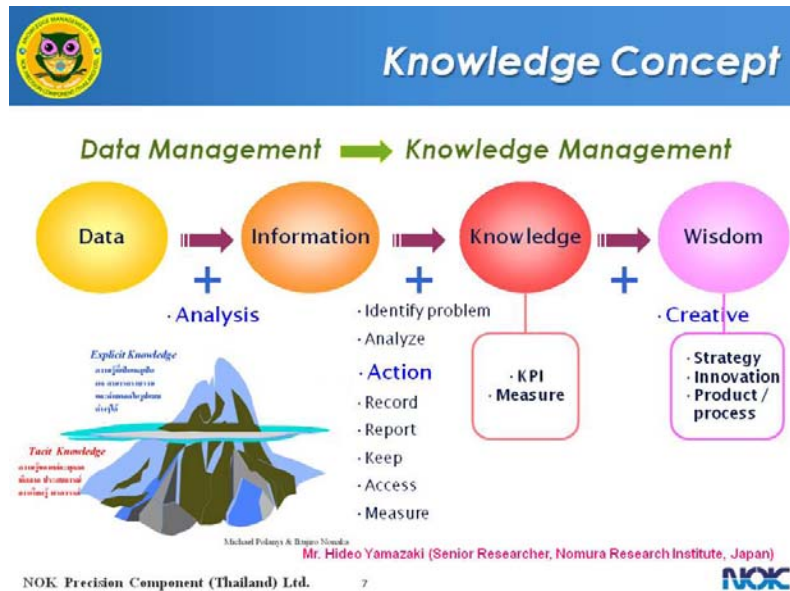 Knowledge Concept
Data Management
Knowledge Management
Data
Information
Knowledge
Wisdom
+
+
+
· Analysis
· Identify problem
· Analyze
· Action
· Record
· Report
· Keep
· Access
· Measure
· Creative
· KPI
· Measure
· Strategy
· Innovation
· Product /
process
Explicit Knowledge
Tacit Knowledge
Michael Polanyi &
Mr. Hideo Yamazaki (Senior Researcher, Nomura Research Institute, Japan)
NOK Precision Component (Thailand) Ltd.
7
NOK